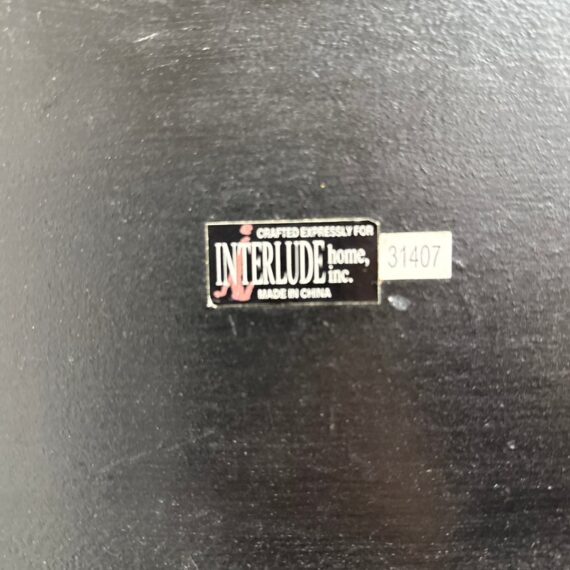 CRAFTED EXPRESSLY FOR
INTERLUDE home, inc.
MADE IN CHINA
31407